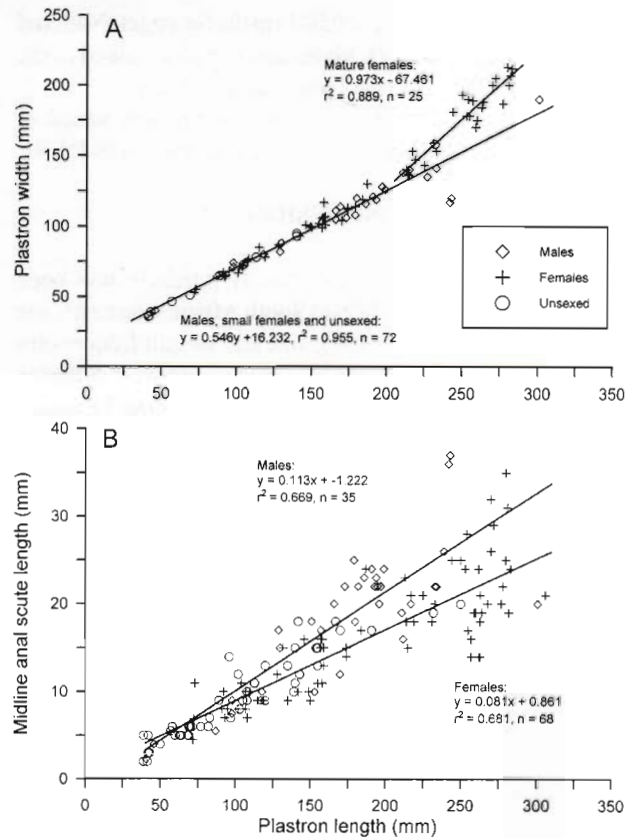 A
250
200
150
100
50
0
Plastron width (mm)
Mature females:
y = 0.973x - 67.461
r² = 0.889, n = 25
Males
Females
Unsexed
Males, small females and unsexed:
y = 0.546y +16.232, r² = 0.955, n = 72
0 50 100 150 200 250 300 350
B
40
30
20
10
0
Midline anal scute length (mm)
Males:
y = 0.113x + -1.222
r² = 0.669, n = 35
Females:
y = 0.081x + 0.861
r² = 0.681, n = 68
0 50 100 150 200 250 300 350
Plastron length (mm)